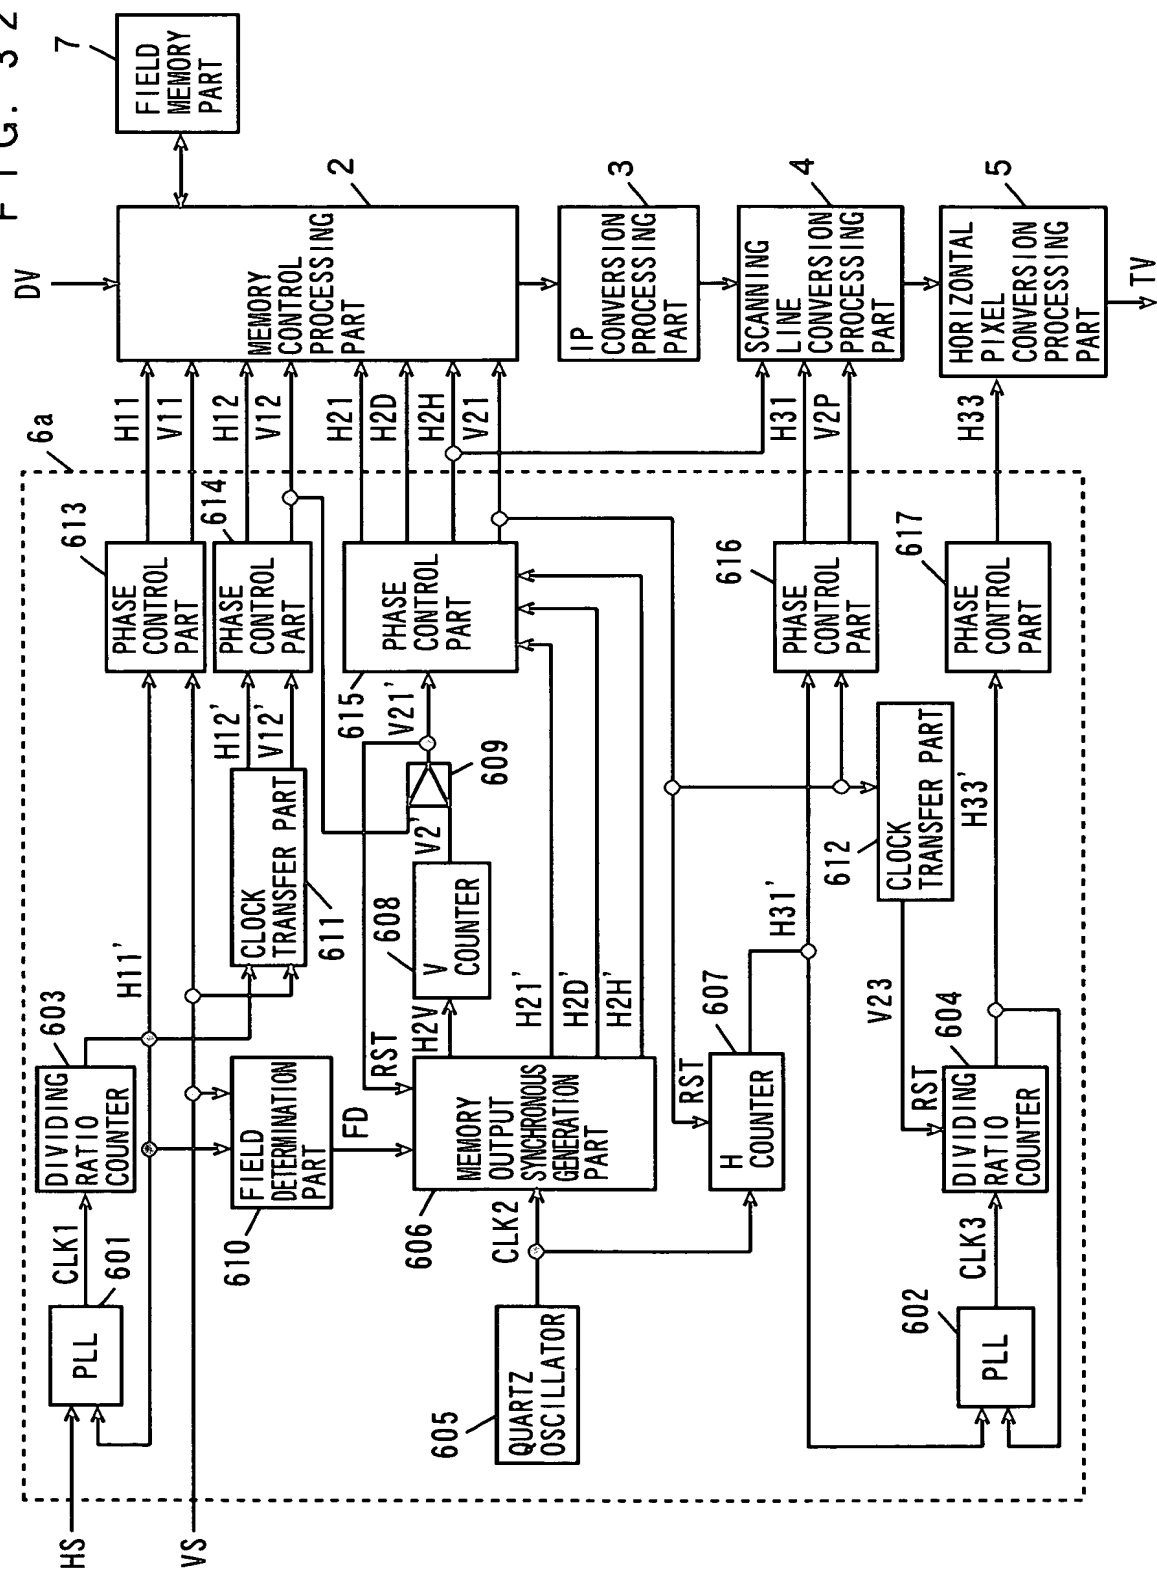 FIG. 32
HS
VS
PLL
601
CLK1
DIVIDING
RATIO
COUNTER
603
H11'
FIELD
DETERMINATION
PART
610
FD
CLOCK
TRANSFER PART
611
H12'
V12'
PHASE
CONTROL
PART
613
PHASE
CONTROL
PART
614
6a
H11
V11
H12
V12
H21
H2D
H2H
V21
DV
MEMORY
CONTROL
PROCESSING
PART
2
FIELD
MEMORY
PART
7
QUARTZ
OSCILLATOR
605
CLK2
MEMORY
OUTPUT
SYNCHRONOUS
GENERATION
PART
606
RST
H2V
V
COUNTER
608
V2'
609
V21'
H21'
H2D'
H2H'
PHASE
CONTROL
PART
615
IP
CONVERSION
PROCESSING
PART
3
H
COUNTER
607
RST
H31'
PHASE
CONTROL
PART
616
H31
V2P
SCANNING
LINE
CONVERSION
PROCESSING
PART
4
CLOCK
TRANSFER PART
612
V23
PLL
602
CLK3
RST
DIVIDING
RATIO
COUNTER
604
H33'
PHASE
CONTROL
PART
617
H33
HORIZONTAL
PIXEL
CONVERSION
PROCESSING
PART
5
TV